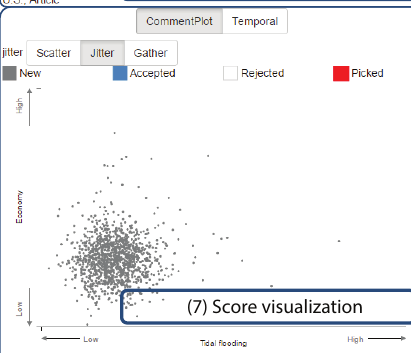 U.S., Article
CommentPlot Temporal
jitter Scatter Jitter Gather
New Accepted Rejected Picked
High
Economy
Low
(7) Score visualization
Low Tidal flooding High